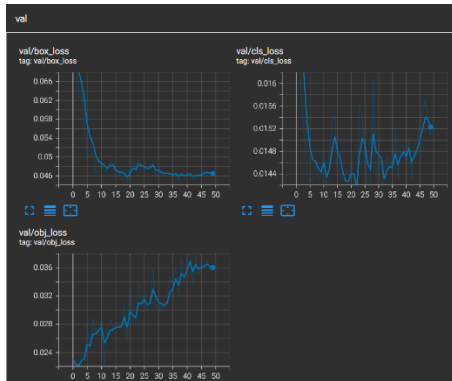 val
val/box_loss
tag: val/box_loss
0.066
0.062
0.058
0.054
0.05
0.046
0 5 10 15 20 25 30 35 40 45 50
val/cls_loss
tag: val/cls_loss
0.016
0.0156
0.0152
0.0148
0.0144
0 5 10 15 20 25 30 35 40 45 50
val/obj_loss
tag: val/obj_loss
0.036
0.032
0.028
0.024
0 5 10 15 20 25 30 35 40 45 50